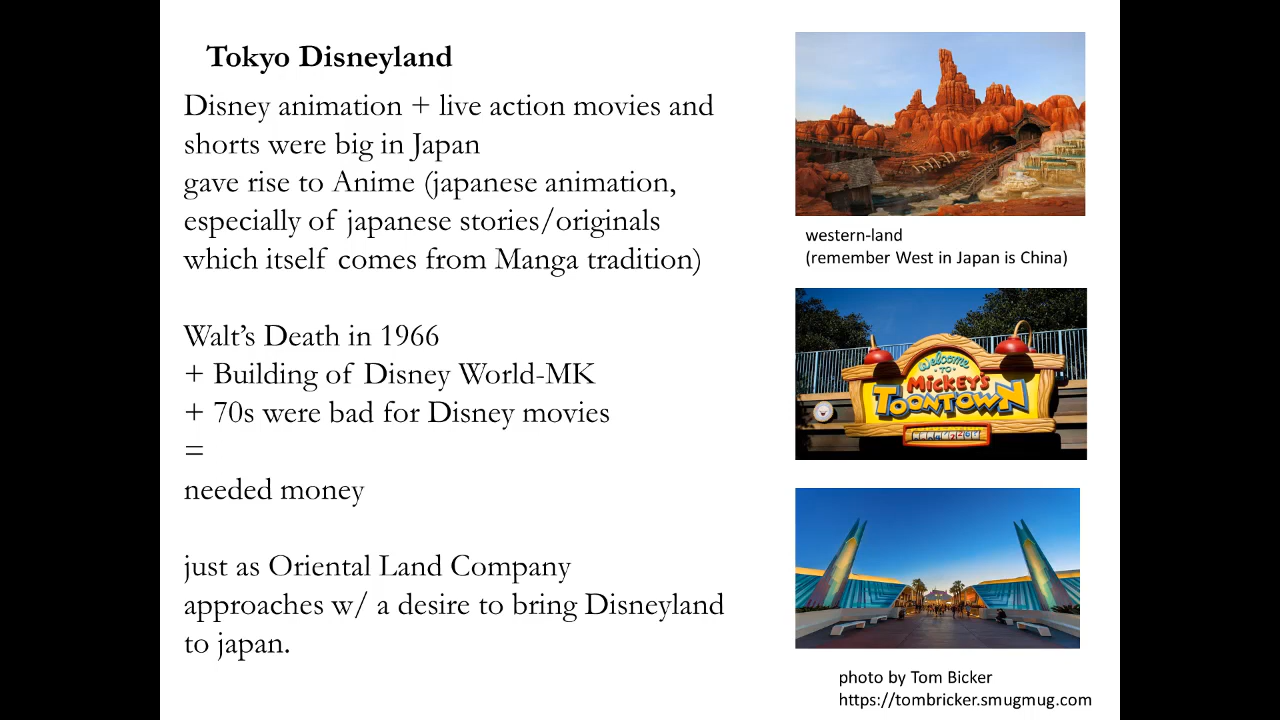 Tokyo Disneyland
Disney animation + live action movies and
shorts were big in Japan
gave rise to Anime (japanese animation,
especially of japanese stories/originals
which itself comes from Manga tradition)
Walt’s Death in 1966
+ Building of Disney World-MK
+ 70s were bad for Disney movies
=
needed money
just as Oriental Land Company
approaches w/ a desire to bring Disneyland
to japan.
western-land
(remember West in Japan is China)
Welcome
TO
Mickey's
TOONTOWN
photo by Tom Bicker
https://tombricker.smugmug.com